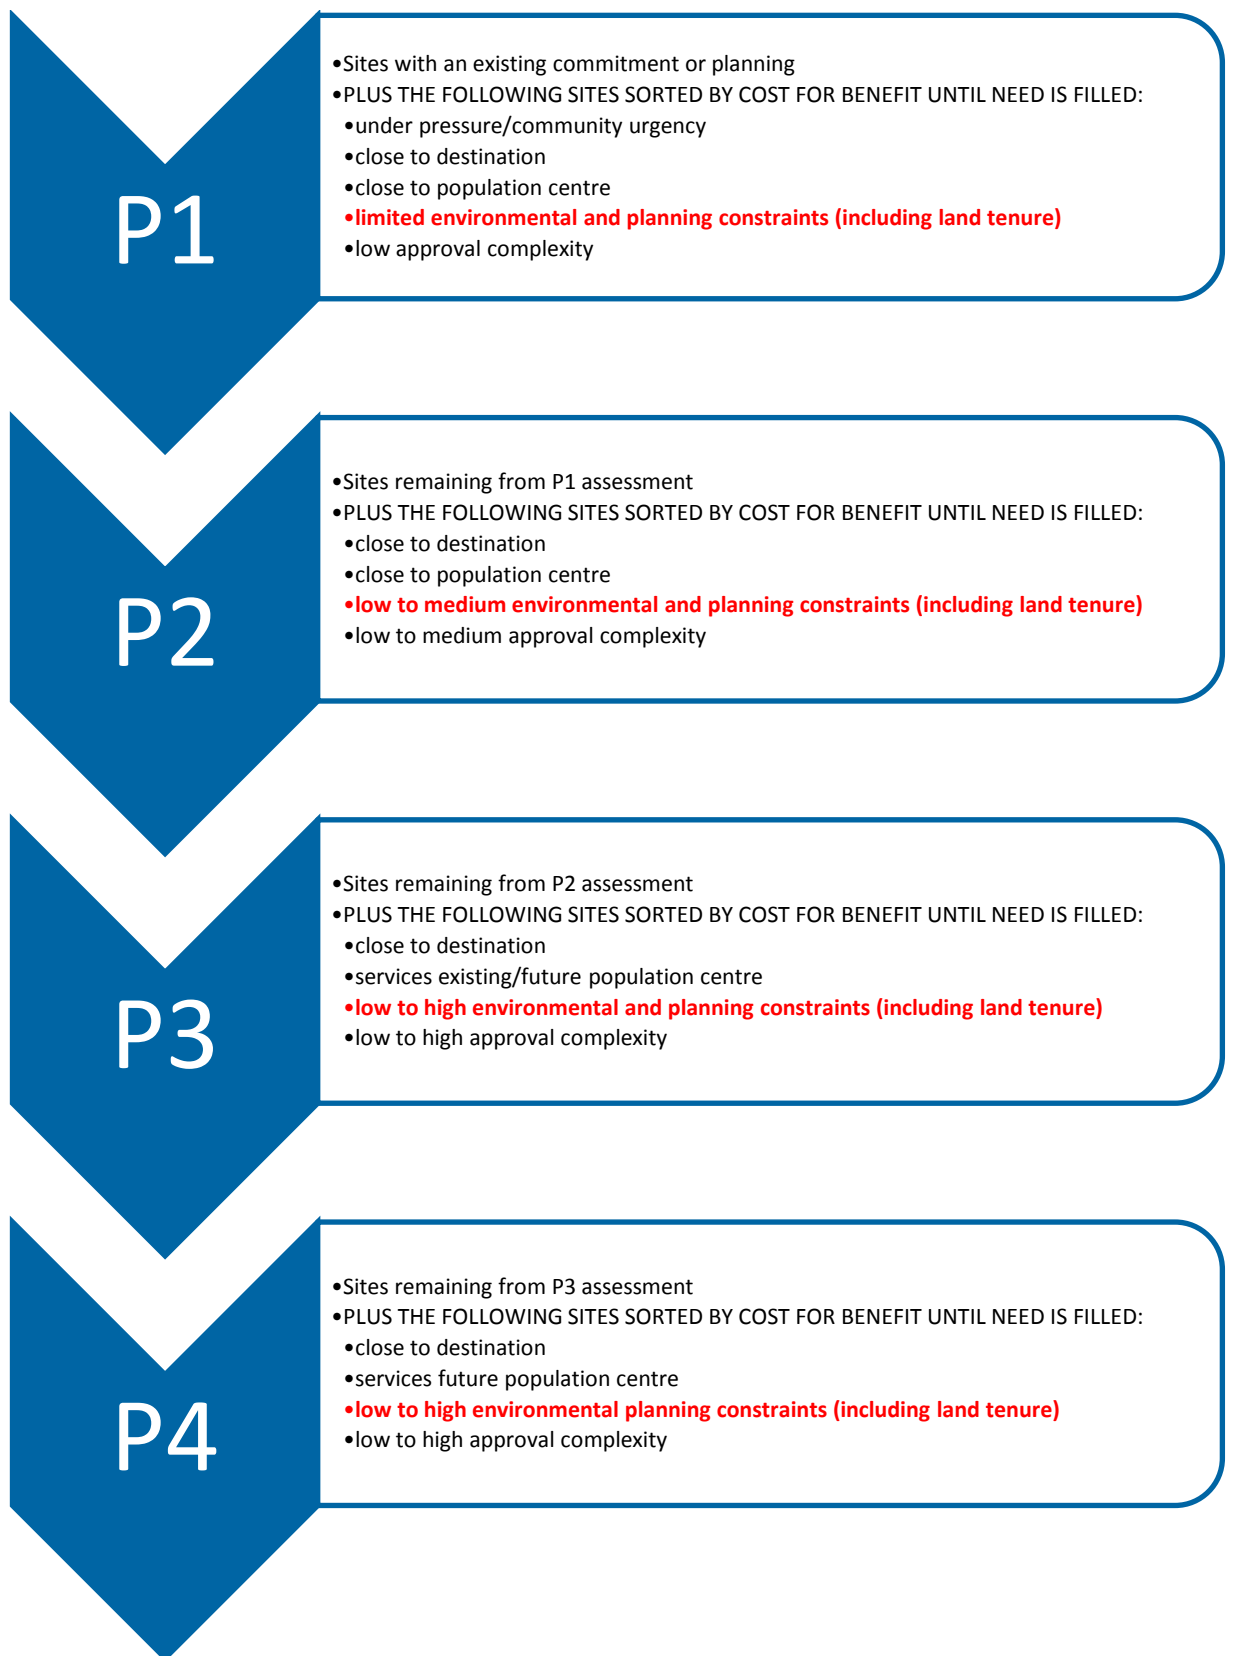 P1
•Sites with an existing commitment or planning
•PLUS THE FOLLOWING SITES SORTED BY COST FOR BENEFIT UNTIL NEED IS FILLED:
•under pressure/community urgency
•close to destination
•close to population centre
•limited environmental and planning constraints (including land tenure)
•low approval complexity
P2
•Sites remaining from P1 assessment
•PLUS THE FOLLOWING SITES SORTED BY COST FOR BENEFIT UNTIL NEED IS FILLED:
•close to destination
•close to population centre
•low to medium environmental and planning constraints (including land tenure)
•low to medium approval complexity
P3
•Sites remaining from P2 assessment
•PLUS THE FOLLOWING SITES SORTED BY COST FOR BENEFIT UNTIL NEED IS FILLED:
•close to destination
•services existing/future population centre
•low to high environmental and planning constraints (including land tenure)
•low to high approval complexity
P4
•Sites remaining from P3 assessment
•PLUS THE FOLLOWING SITES SORTED BY COST FOR BENEFIT UNTIL NEED IS FILLED:
•close to destination
•services future population centre
•low to high environmental planning constraints (including land tenure)
•low to high approval complexity